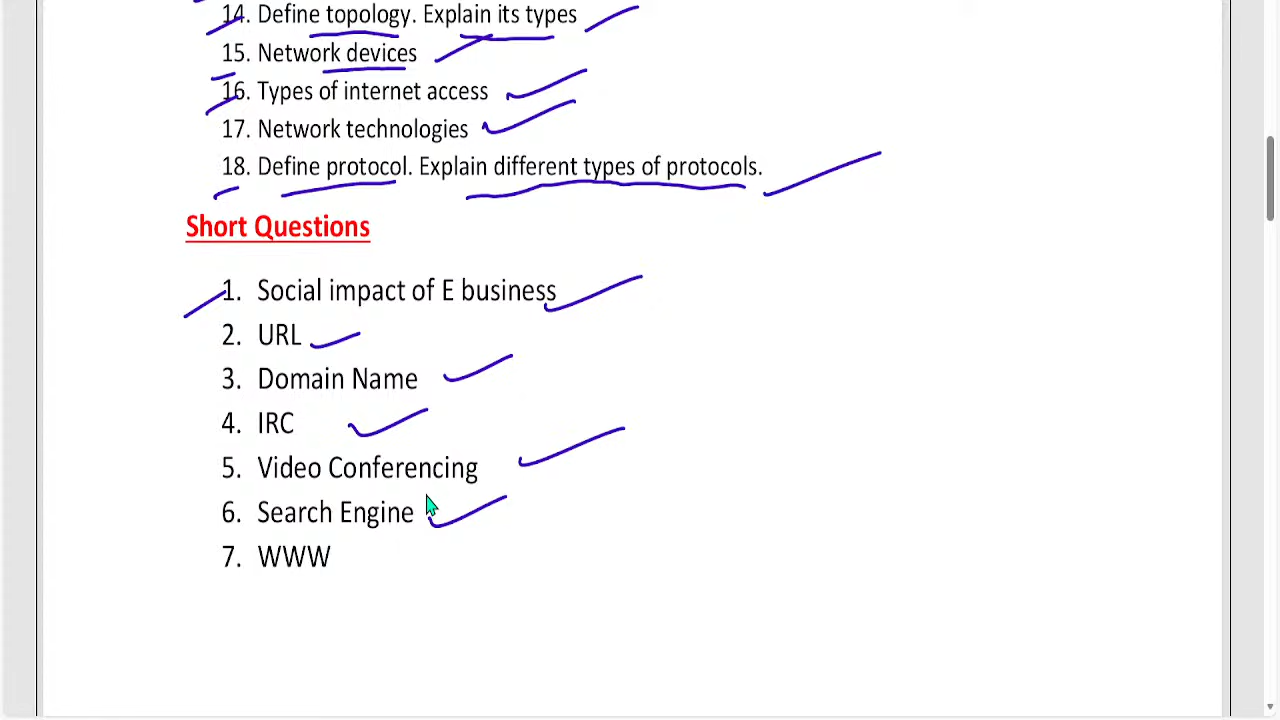 14. Define topology. Explain its types
15. Network devices
16. Types of internet access
17. Network technologies
18. Define protocol. Explain different types of protocols.
Short Questions
1. Social impact of E business
2. URL
3. Domain Name
4. IRC
5. Video Conferencing
6. Search Engine
7. WWW